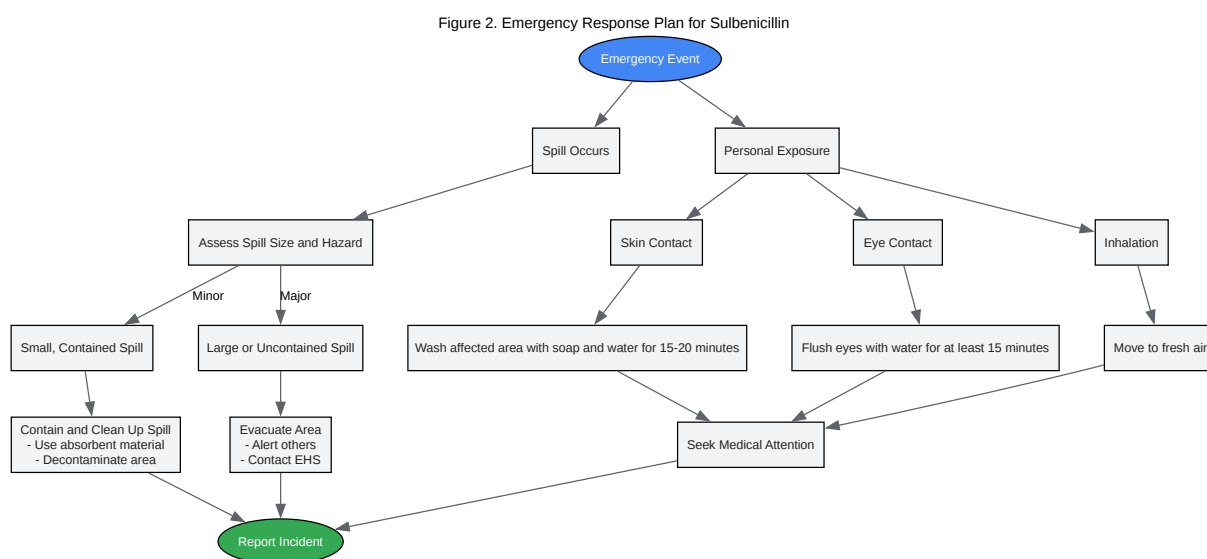 Figure 2. Emergency Response Plan for Sulbenicillin
Emergency Event
Spill Occurs
Personal Exposure
Assess Spill Size and Hazard
Skin Contact
Eye Contact
Inhalation
Minor
Major
Small, Contained Spill
Large or Uncontained Spill
Wash affected area with soap and water for 15-20 minutes
Flush eyes with water for at least 15 minutes
Move to fresh air
Contain and Clean Up Spill
- Use absorbent material
- Decontaminate area
Evacuate Area
- Alert others
- Contact EHS
Seek Medical Attention
Report Incident